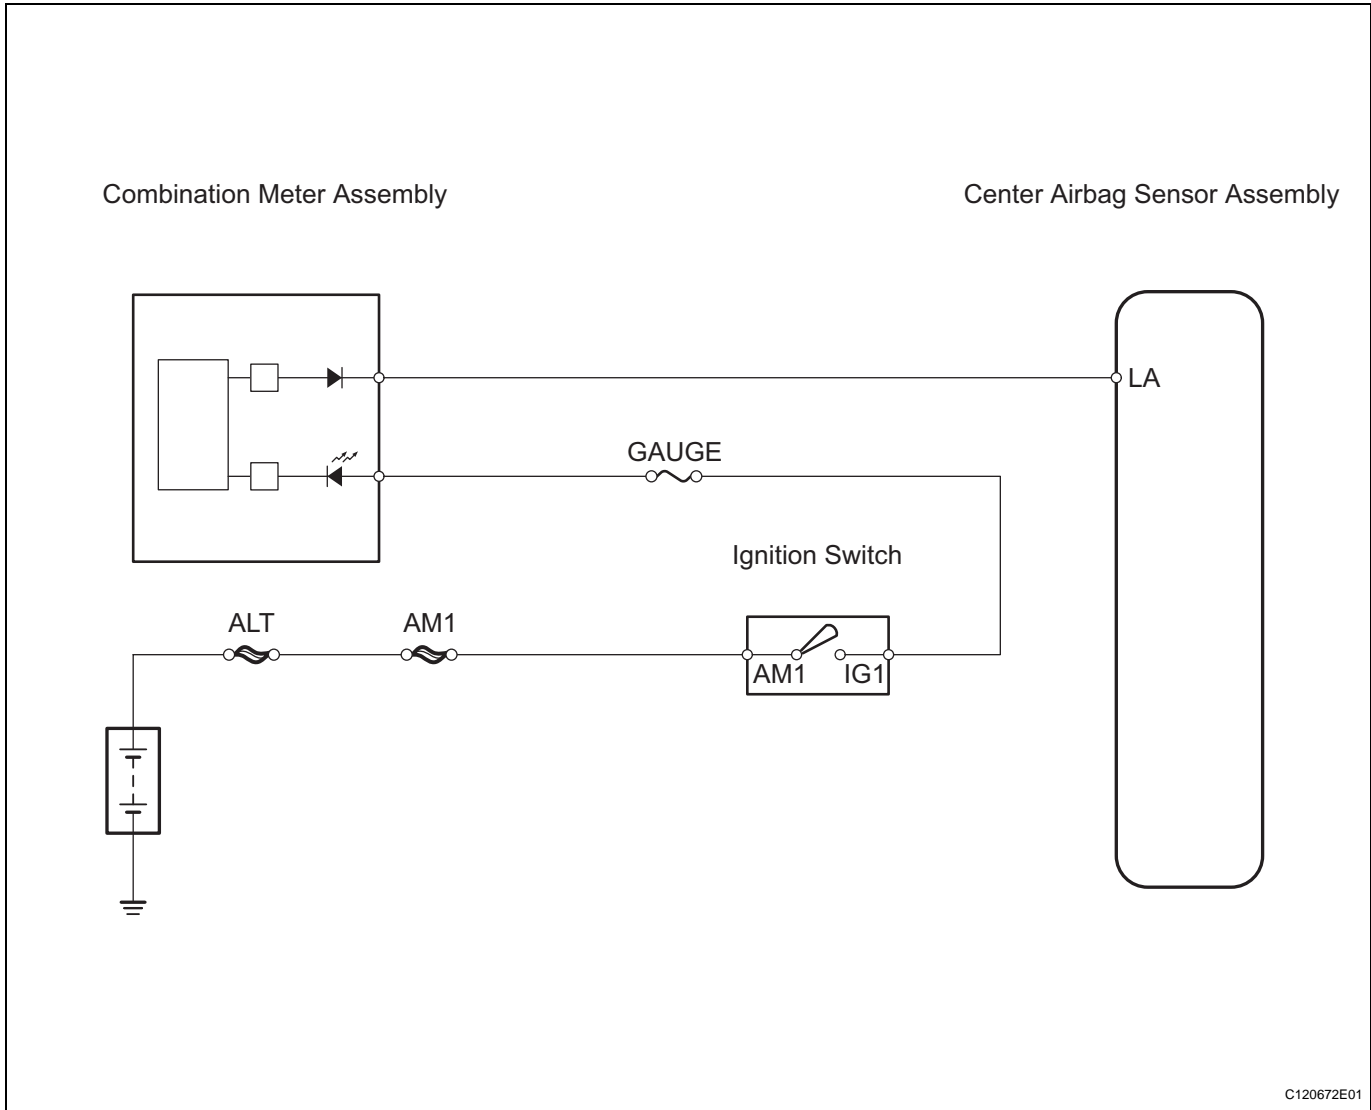 Combination Meter Assembly
Center Airbag Sensor Assembly
LA
GAUGE
Ignition Switch
ALT
AM1
AM1
IG1
C120672E01